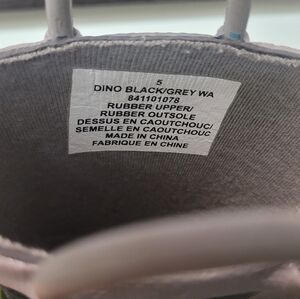 5
DINO BLACK/GREY WA
841101078
RUBBER UPPER/
RUBBER OUTSOLE
DESSUS EN CAOUTCHOUC/
SEMELLE EN CAOUTCHOUC
MADE IN CHINA
FABRIQUE EN CHINE